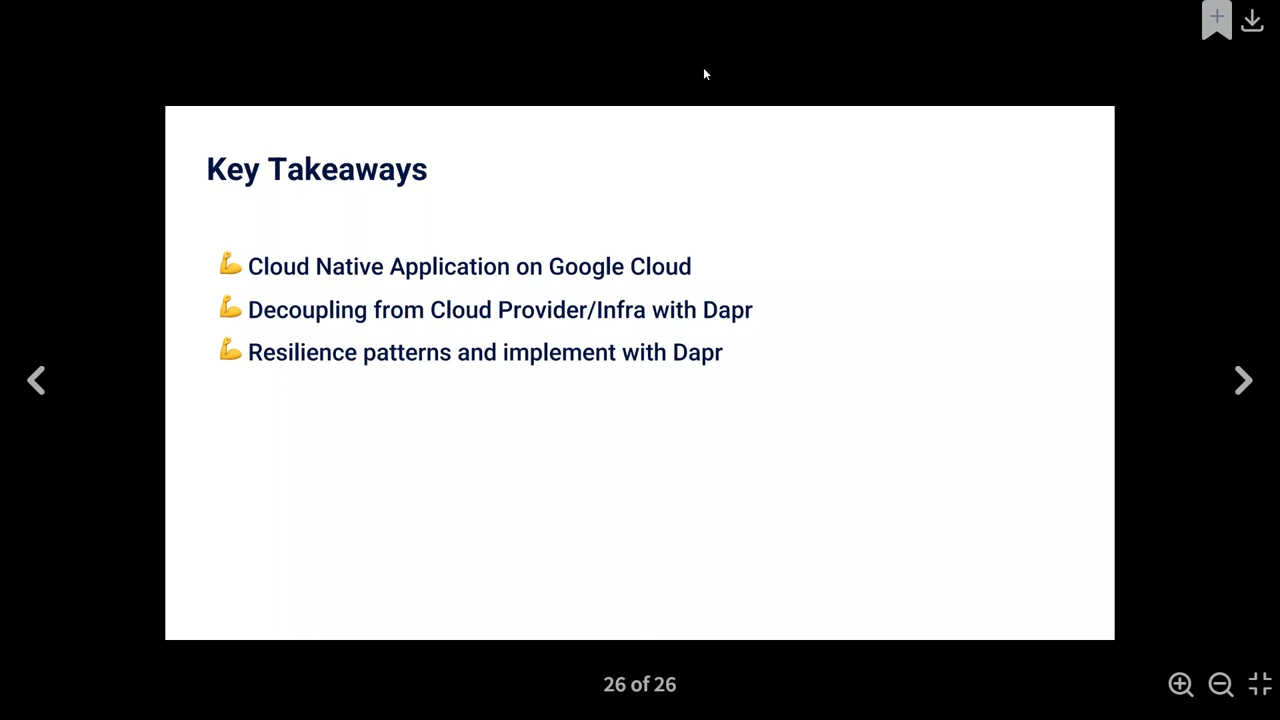 Key Takeaways
💪 Cloud Native Application on Google Cloud
💪 Decoupling from Cloud Provider/Infra with Dapr
💪 Resilience patterns and implement with Dapr
26 of 26